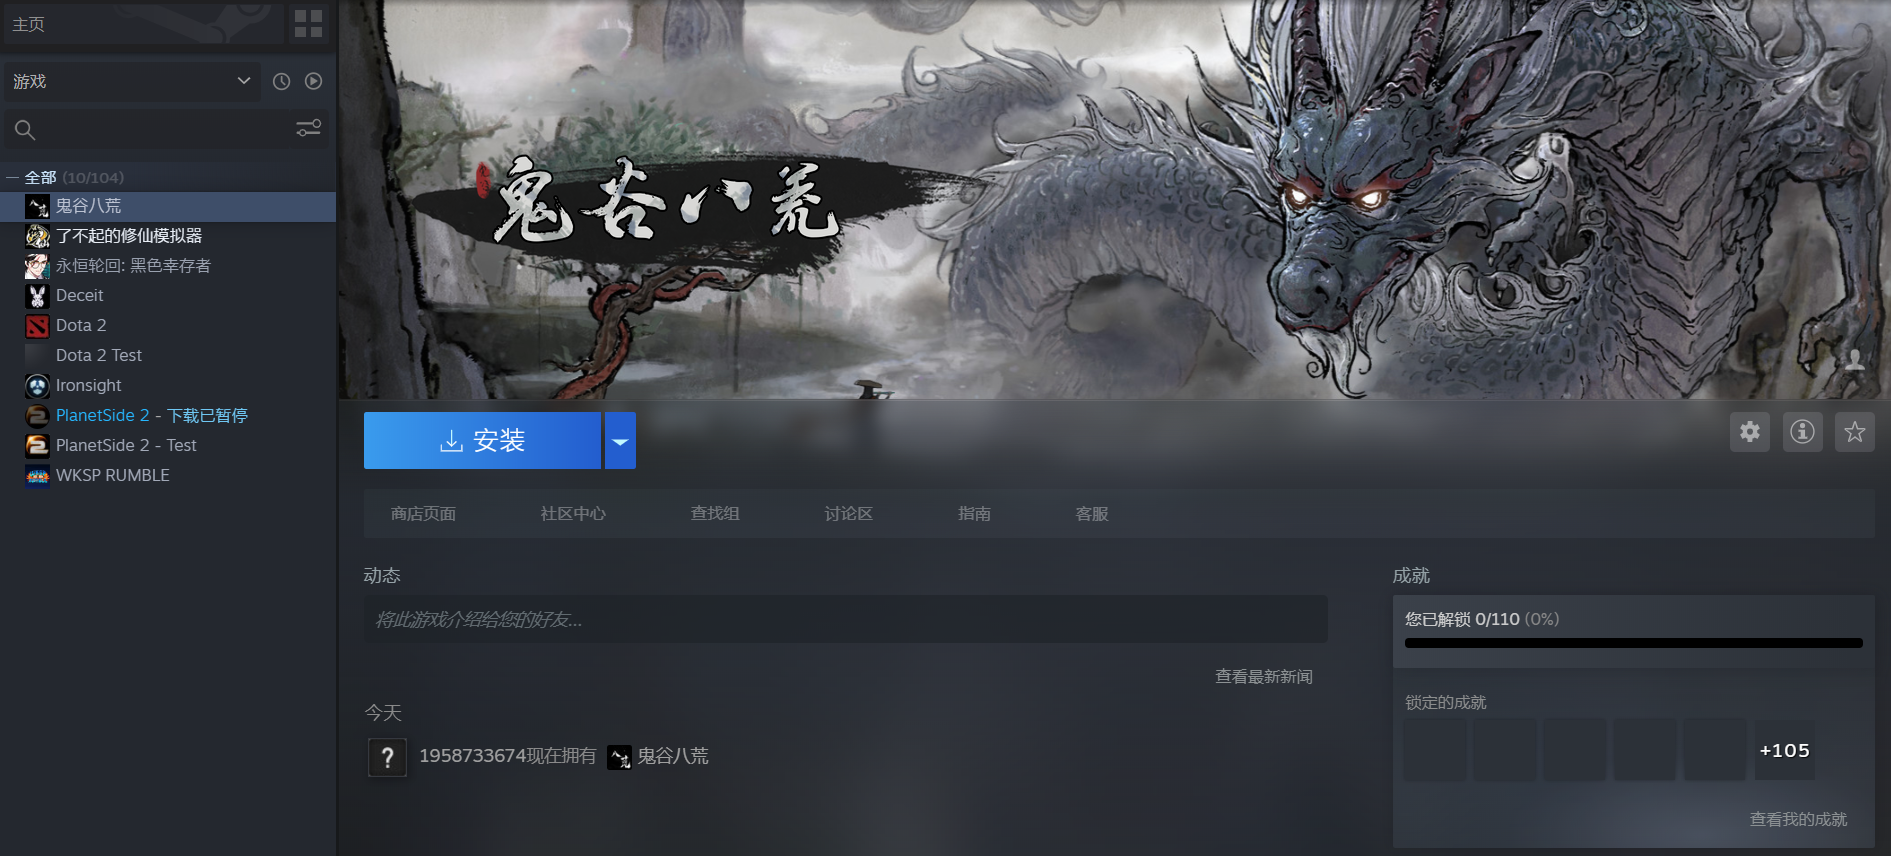 主页
游戏
全部 (10/104)
鬼谷八荒
了不起的修仙模拟器
永恒轮回: 黑色幸存者
Deceit
Dota 2
Dota 2 Test
Ironsight
PlanetSide 2 - 下载已暂停
PlanetSide 2 - Test
WKSP RUMBLE
鬼谷八荒
安装
商店页面 社区中心 查找组 讨论区 指南 客服
动态
将此游戏介绍给您的好友...
查看最新新闻
今天
1958733674现在拥有 鬼谷八荒
成就
您已解锁 0/110 (0%)
锁定的成就
+105
查看我的成就